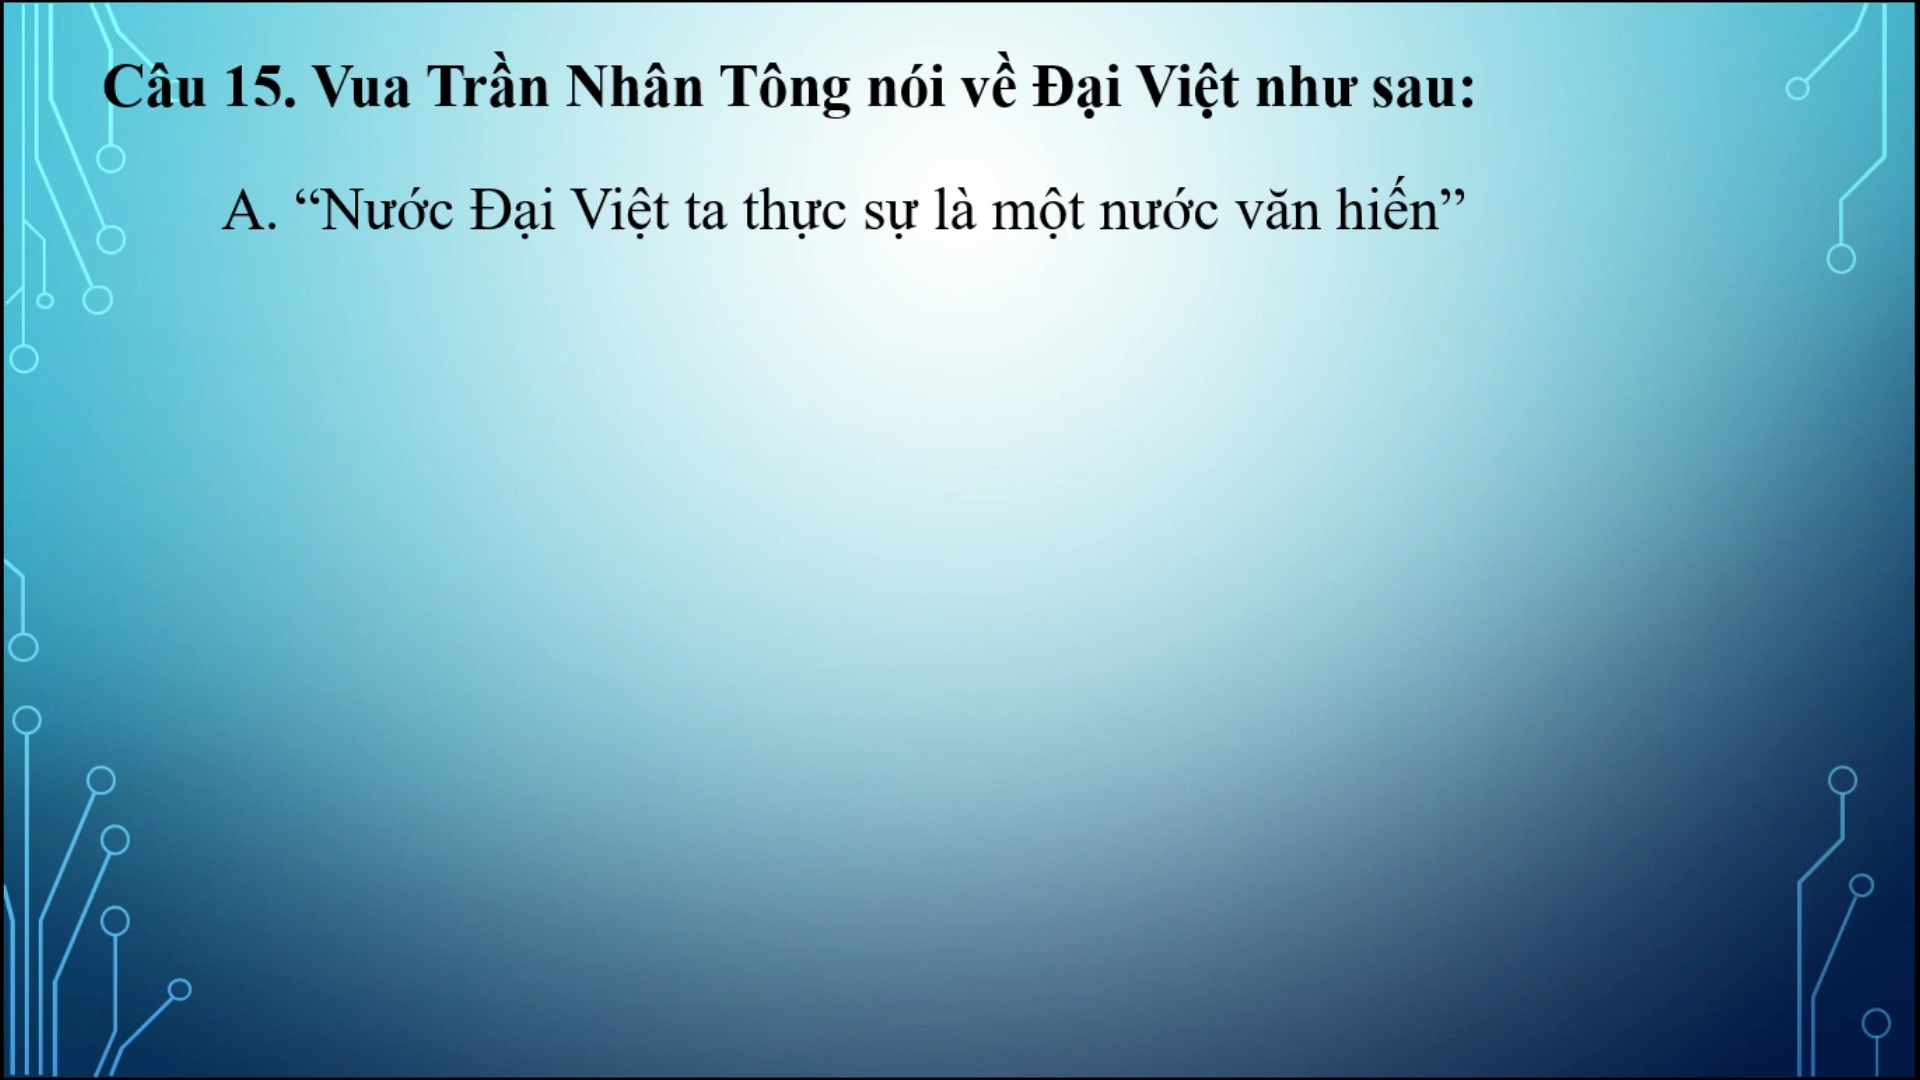 Câu 15. Vua Trần Nhân Tông nói về Đại Việt như sau:
A. “Nước Đại Việt ta thực sự là một nước văn hiến”